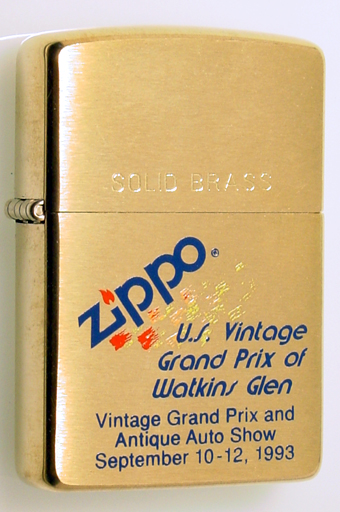 SOLID BRASS
Zippo®
U.S. Vintage
Grand Prix of
Watkins Glen
Vintage Grand Prix and
Antique Auto Show
September 10-12, 1993